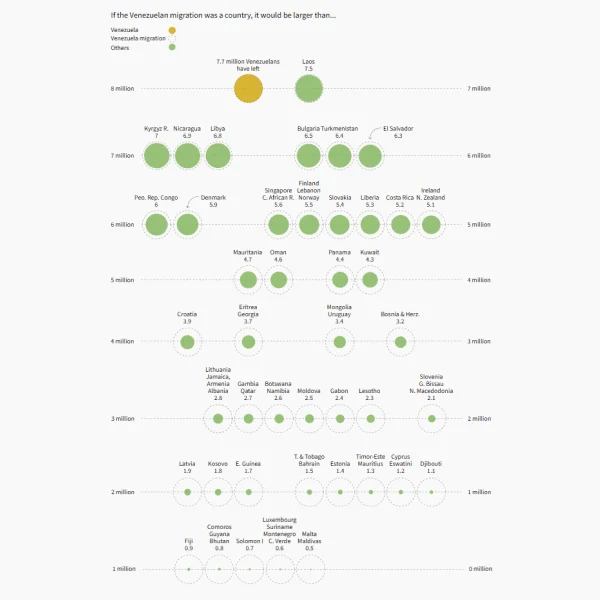 If the Venezuelan migration was a country, it would be larger than...
Venezuela
Venezuela migration
Others
7.7 million Venezuelans
have left
Laos
7.5
8 million
7 million
Kyrgyz R.
7
Nicaragua
6.9
Libya
6.8
Bulgaria
6.5
Turkmenistan
6.4
El Salvador
6.3
7 million
6 million
Peo. Rep. Congo
6
Denmark
5.9
Singapore
C. African R.
5.6
Finland
Lebanon
Norway
5.5
Slovakia
5.4
Liberia
5.3
Costa Rica
5.2
Ireland
N. Zealand
5.1
6 million
5 million
Mauritania
4.7
Oman
4.6
Panama
4.4
Kuwait
4.3
5 million
4 million
Croatia
3.9
Eritrea
Georgia
3.7
Mongolia
Uruguay
3.4
Bosnia & Herz.
3.2
4 million
3 million
Lithuania
Jamaica,
Armenia
Albania
2.8
Gambia
Qatar
2.7
Botswana
Namibia
2.6
Moldova
2.5
Gabon
2.4
Lesotho
2.3
Slovenia
G. Bissau
N. Macedodonia
2.1
3 million
2 million
Latvia
1.9
Kosovo
1.8
E. Guinea
1.7
T. & Tobago
Bahrain
1.5
Estonia
1.4
Timor-Este
Mauritius
1.3
Cyprus
Eswatini
1.2
Djibouti
1.1
2 million
1 million
Fiji
0.9
Comoros
Guyana
Bhutan
0.8
Solomon I
0.7
Luxembourg
Suriname
Montenegro
C. Verde
0.6
Malta
Maldivas
0.5
1 million
0 million